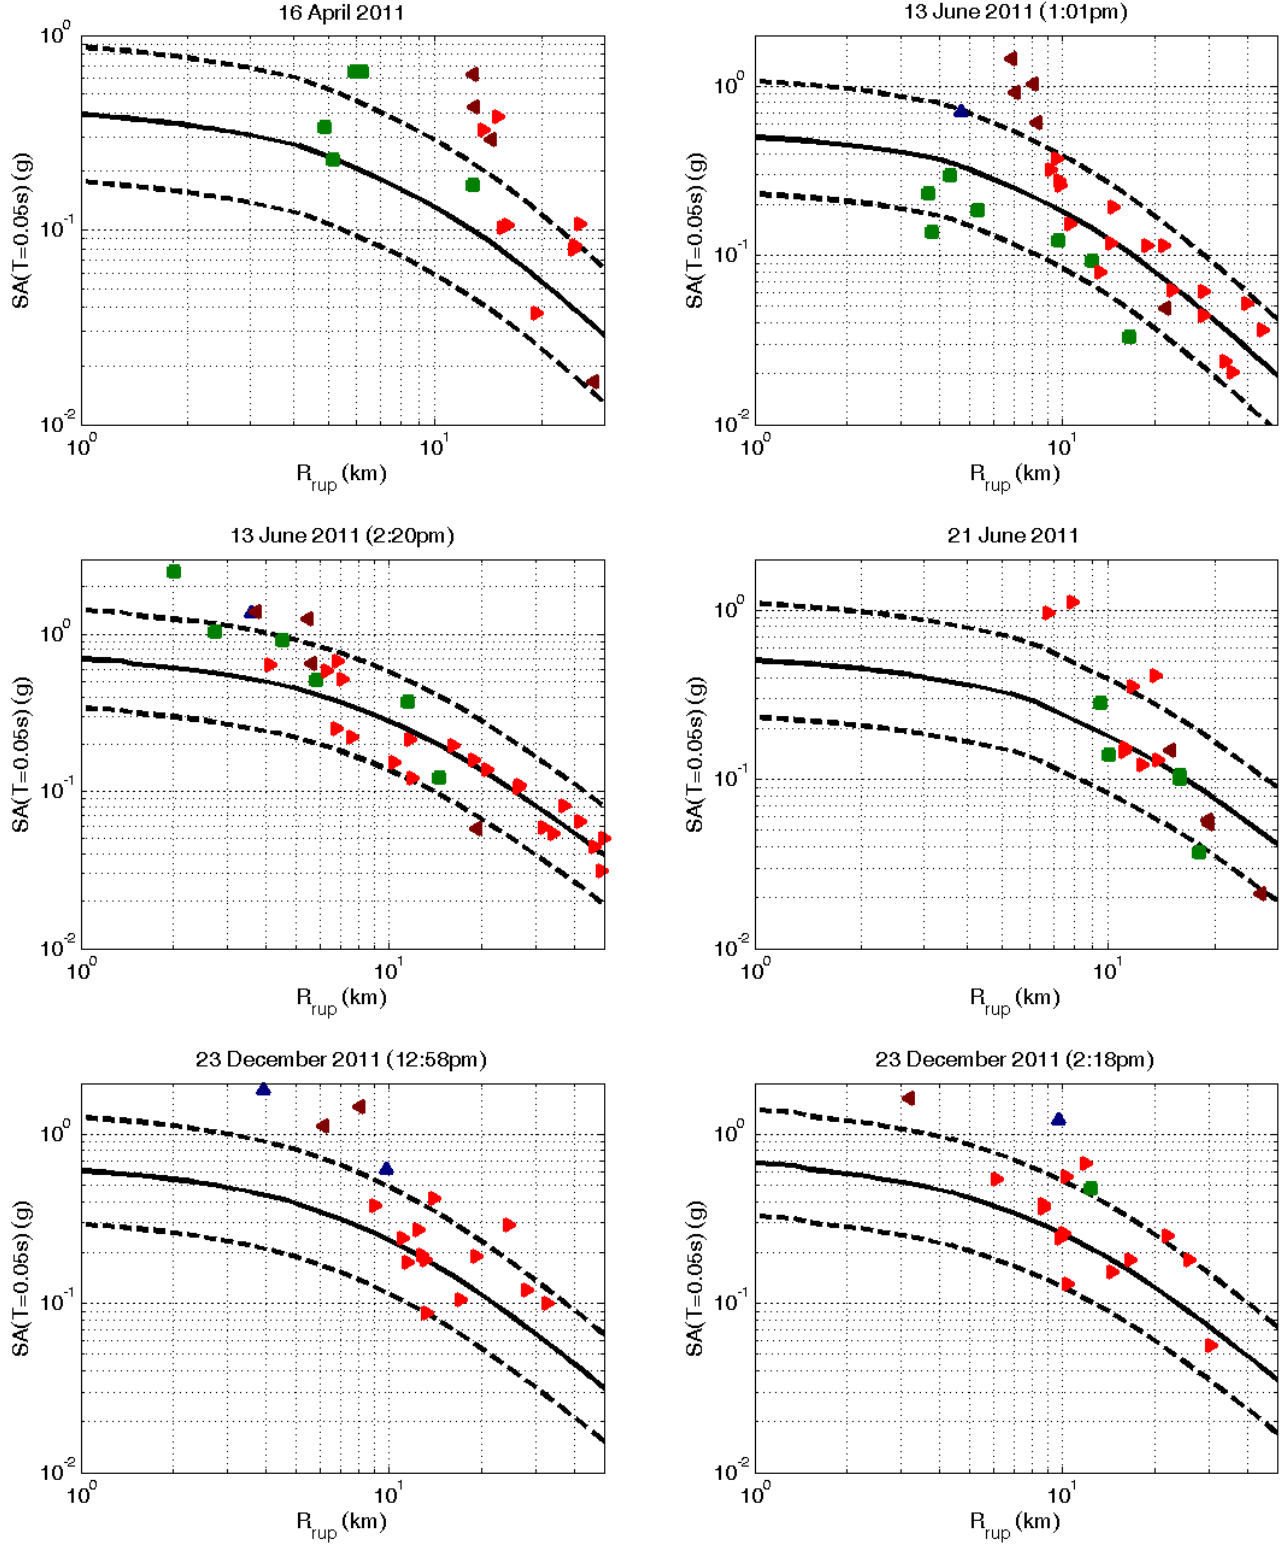 16 April 2011
10^0
10^-1
10^-2
SA(T=0.05s) (g)
10^0
10^1
R_rup (km)
13 June 2011 (1:01pm)
10^0
10^-1
10^-2
SA(T=0.05s) (g)
10^0
10^1
R_rup (km)
13 June 2011 (2:20pm)
10^0
10^-1
10^-2
SA(T=0.05s) (g)
10^0
10^1
R_rup (km)
21 June 2011
10^0
10^-1
10^-2
SA(T=0.05s) (g)
10^0
10^1
R_rup (km)
23 December 2011 (12:58pm)
10^0
10^-1
10^-2
SA(T=0.05s) (g)
10^0
10^1
R_rup (km)
23 December 2011 (2:18pm)
10^0
10^-1
10^-2
SA(T=0.05s) (g)
10^0
10^1
R_rup (km)